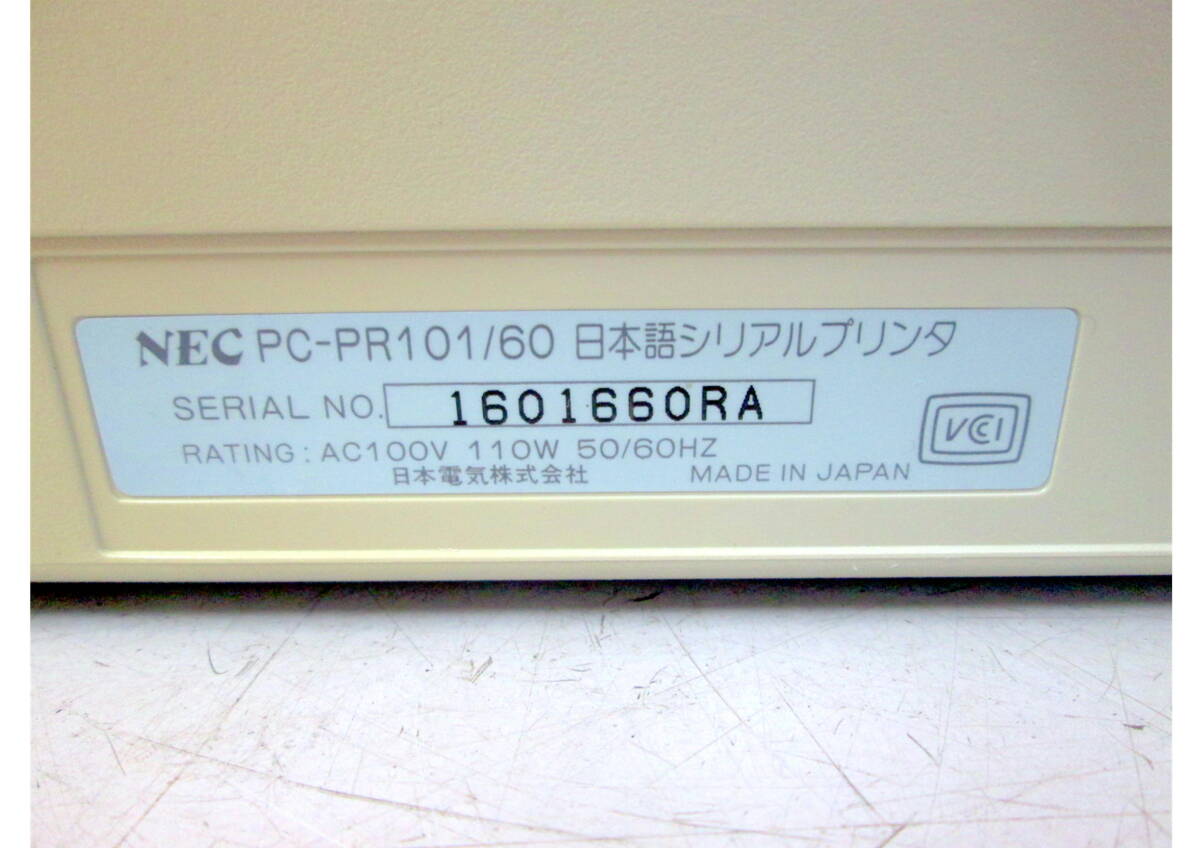 NEC PC-PR101/60 日本語シリアルプリンタ
SERIAL NO. 1601660RA
RATING : AC100V 110W 50/60HZ
日本電気株式会社 MADE IN JAPAN
VCCI